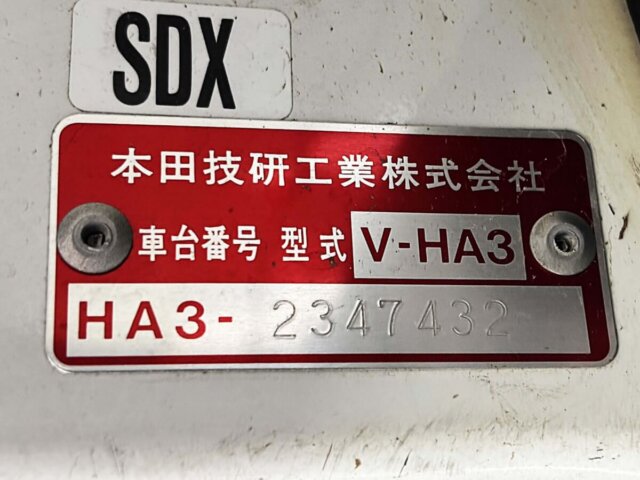 SDX
本田技研工業株式会社
車台番号 型式 V-HA3
HA3- 2347432